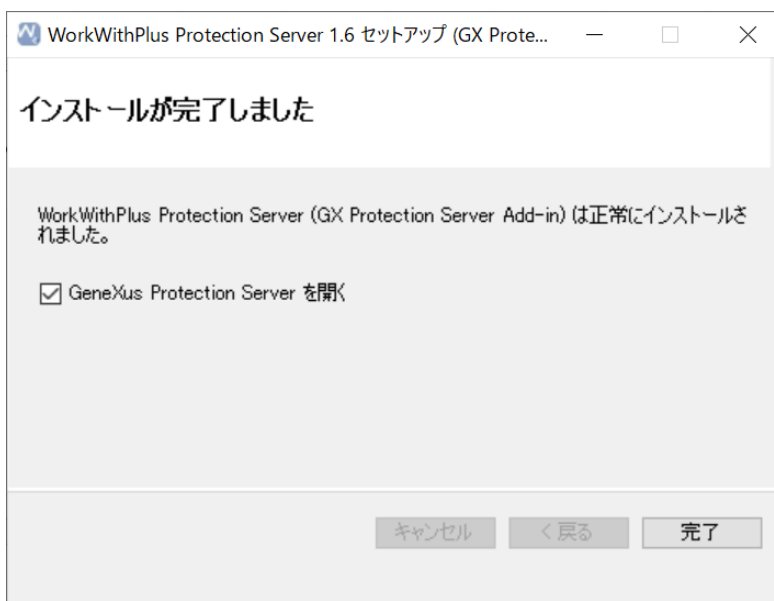 WorkWithPlus Protection Server 1.6 セットアップ (GX Prote...
インストールが完了しました
WorkWithPlus Protection Server (GX Protection Server Add-in) は正常にインストールさ
れました。
GeneXus Protection Server を開く
キャンセル
< 戻る
完了